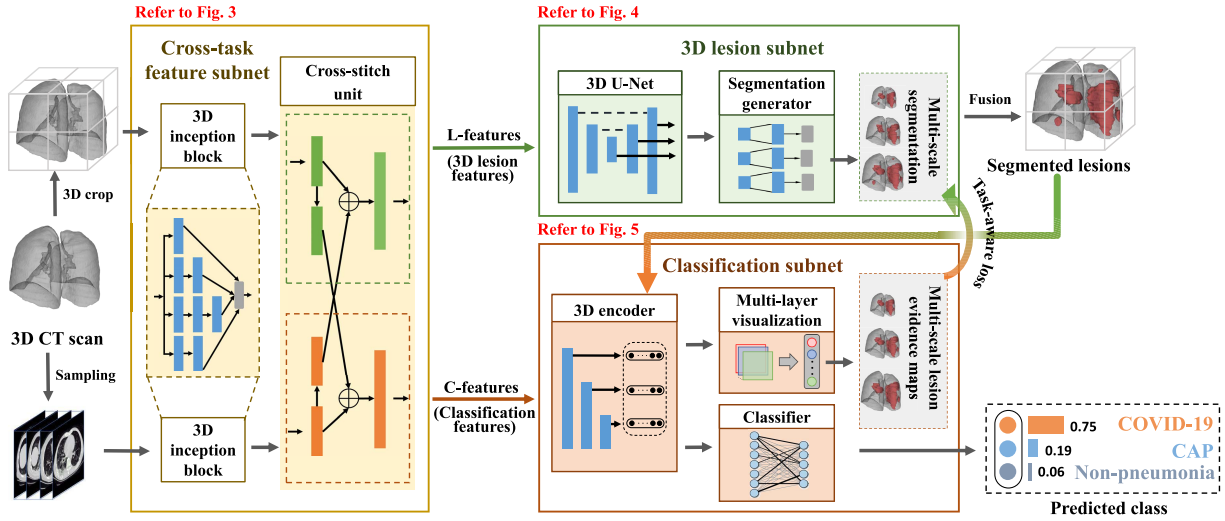 Refer to Fig. 3
Cross-task
feature subnet
3D
inception
block
3D crop
3D CT scan
Sampling
3D
inception
block
Cross-stitch
unit
L-features
(3D lesion
features)
C-features
(Classification
features)
Refer to Fig. 4
3D lesion subnet
3D U-Net
Segmentation
generator
Multi-scale
segmentation
Fusion
Segmented lesions
Task-aware loss
Refer to Fig. 5
Classification subnet
3D encoder
Multi-layer
visualization
Multi-scale lesion
evidence maps
Classifier
0.75 COVID-19
0.19 CAP
0.06 Non-pneumonia
Predicted class